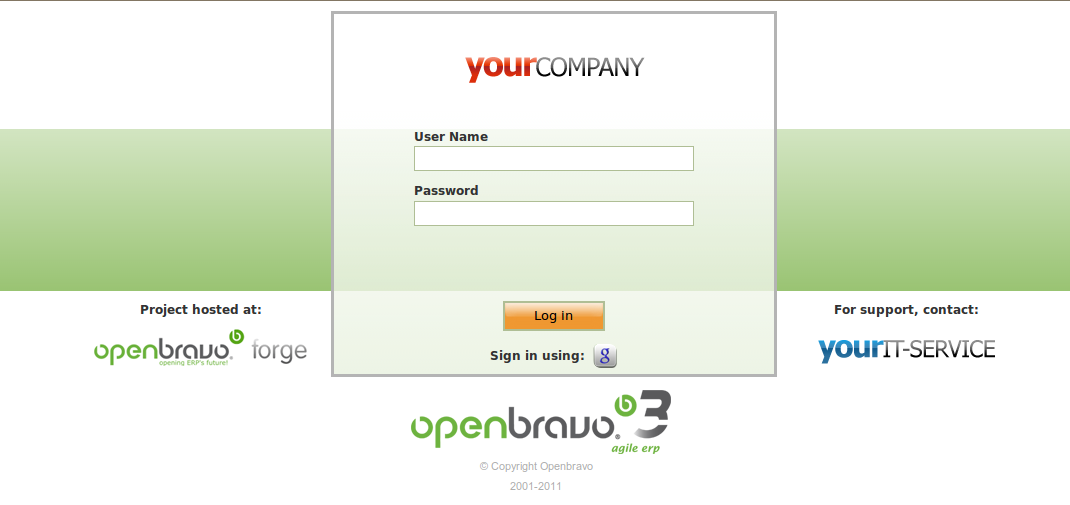 yourCOMPANY
User Name
Password
Log in
Sign in using: g
Project hosted at:
openbravo. b forge
opening ERP's future!
For support, contact:
yourIT-SERVICE
openbravo. b 3
agile erp
© Copyright Openbravo
2001-2011